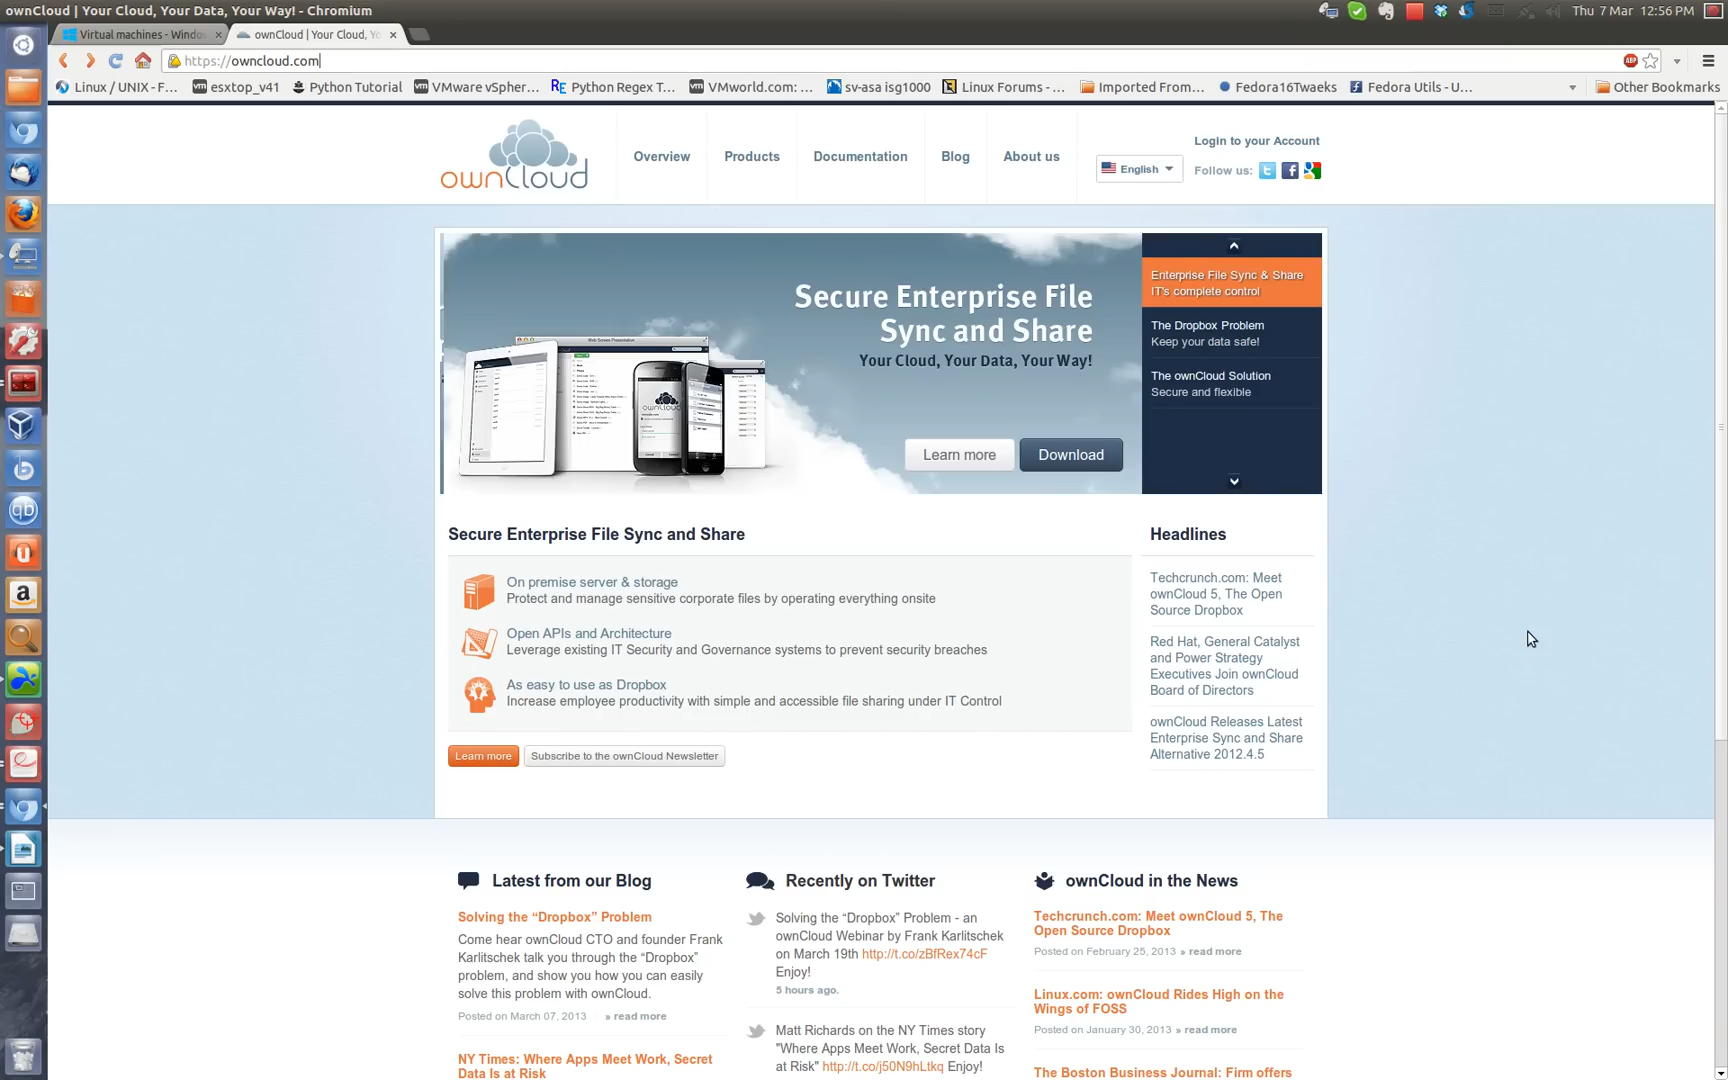 ownCloud | Your Cloud, Your Data, Your Way! - Chromium
Thu 7 Mar 12:56 PM
Virtual machines - Windo
ownCloud | Your Cloud, Yo
https://owncloud.com
Linux / UNIX - F...
esxtop_v41
Python Tutorial
VMware vSpher...
Python Regex T...
VMworld.com: ...
sv-asa isg1000
Linux Forums - ...
Imported From...
Fedora16Twaeks
Fedora Utils - U...
Other Bookmarks
ownCloud
Overview
Products
Documentation
Blog
About us
English
Login to your Account
Follow us:
Secure Enterprise File
Sync and Share
Your Cloud, Your Data, Your Way!
Learn more
Download
Enterprise File Sync & Share
IT's complete control
The Dropbox Problem
Keep your data safe!
The ownCloud Solution
Secure and flexible
Secure Enterprise File Sync and Share
On premise server & storage
Protect and manage sensitive corporate files by operating everything onsite
Open APIs and Architecture
Leverage existing IT Security and Governance systems to prevent security breaches
As easy to use as Dropbox
Increase employee productivity with simple and accessible file sharing under IT Control
Learn more
Subscribe to the ownCloud Newsletter
Headlines
Techcrunch.com: Meet
ownCloud 5, The Open
Source Dropbox
Red Hat, General Catalyst
and Power Strategy
Executives Join ownCloud
Board of Directors
ownCloud Releases Latest
Enterprise Sync and Share
Alternative 2012.4.5
Latest from our Blog
Solving the “Dropbox” Problem
Come hear ownCloud CTO and founder Frank
Karlitschek talk you through the “Dropbox”
problem, and show you how you can easily
solve this problem with ownCloud.
Posted on March 07, 2013 » read more
NY Times: Where Apps Meet Work, Secret
Data Is at Risk
Recently on Twitter
Solving the “Dropbox” Problem - an
ownCloud Webinar by Frank Karlitschek
on March 19th http://t.co/zBfRex74cF
Enjoy!
5 hours ago.
Matt Richards on the NY Times story
"Where Apps Meet Work, Secret Data Is
at Risk" http://t.co/j50N9hLtkq Enjoy!
ownCloud in the News
Techcrunch.com: Meet ownCloud 5, The
Open Source Dropbox
Posted on February 25, 2013 » read more
Linux.com: ownCloud Rides High on the
Wings of FOSS
Posted on January 30, 2013 » read more
The Boston Business Journal: Firm offers